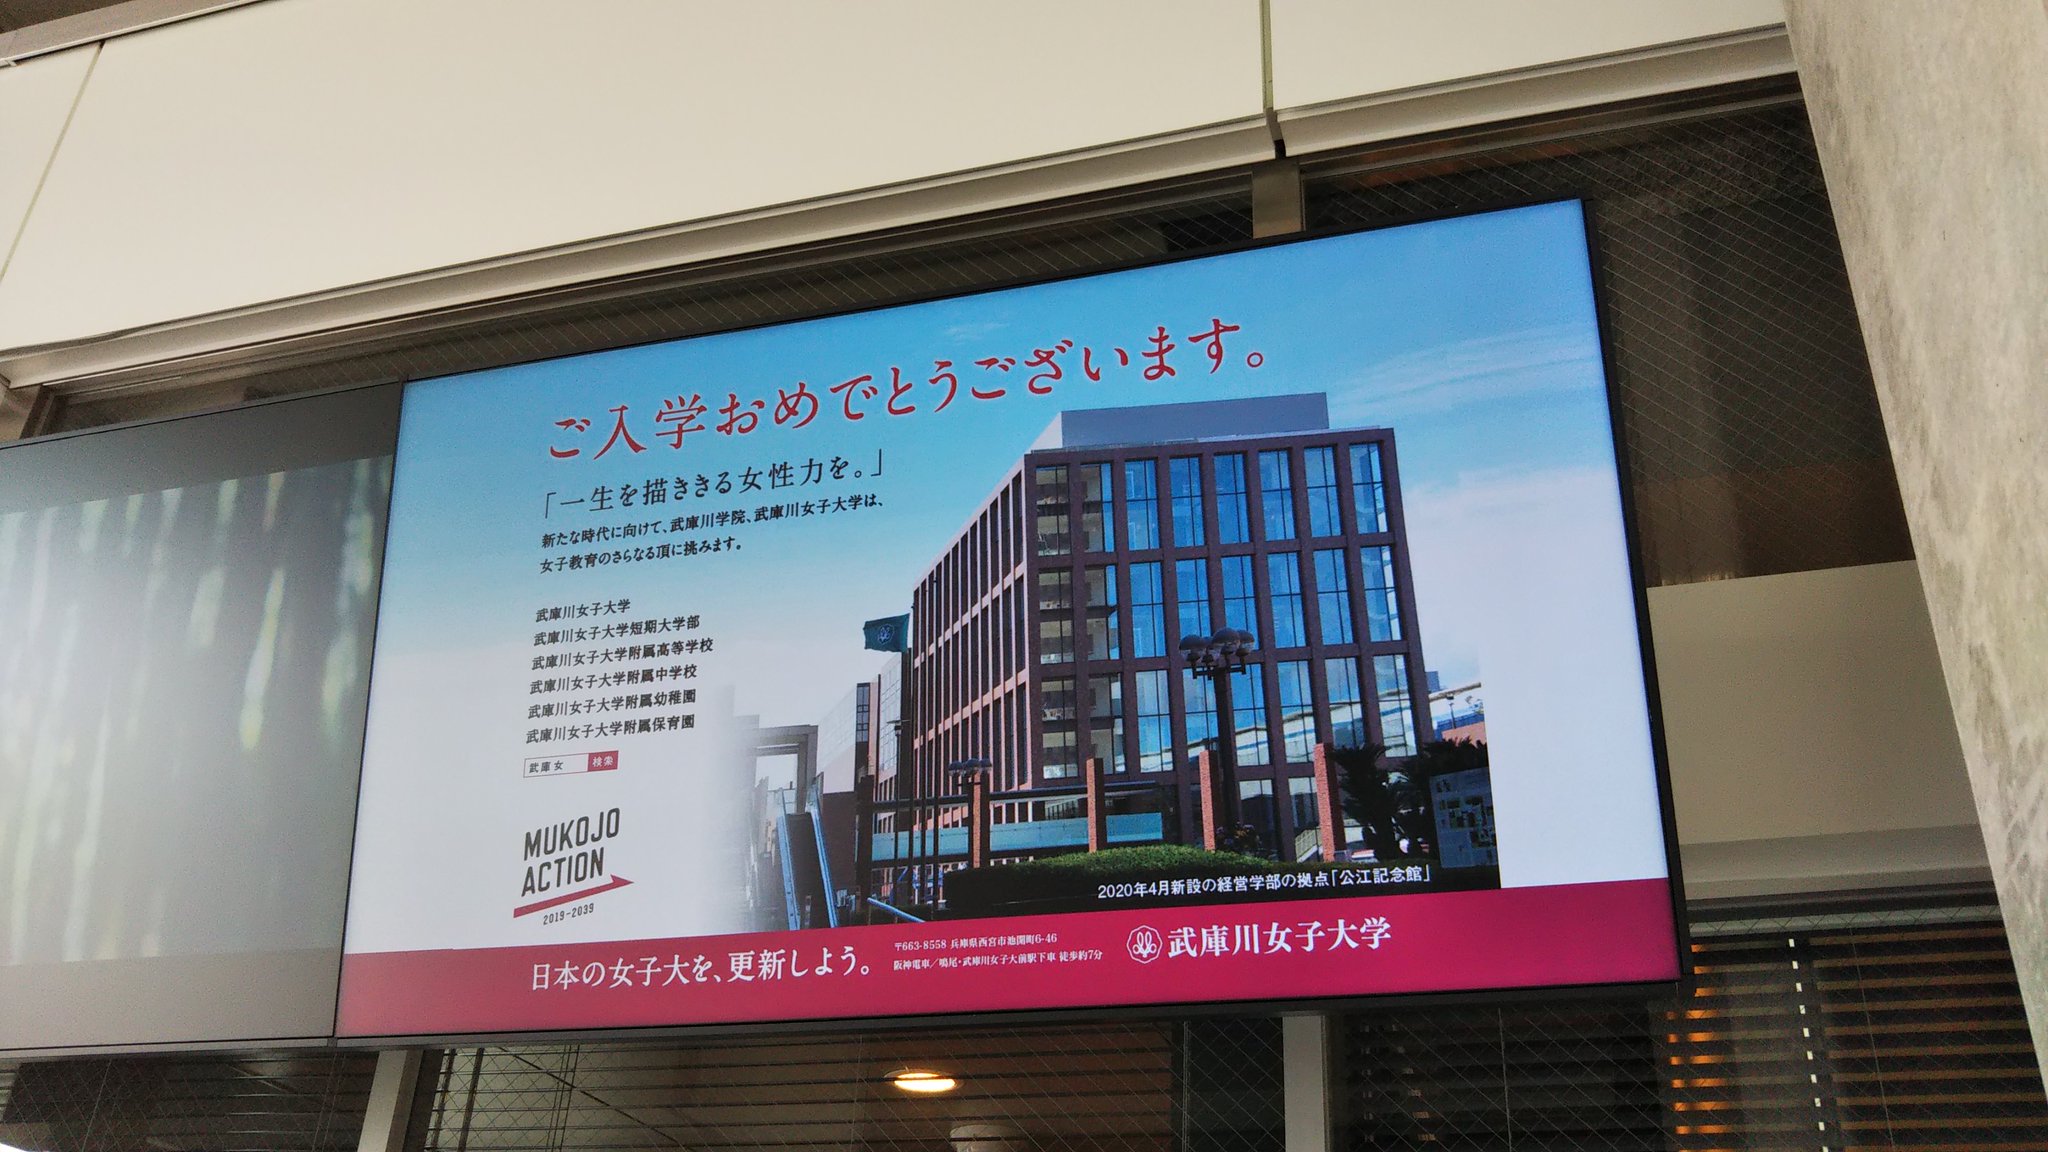 ご入学おめでとうございます。
「一生を描ききる女性力を。」
新たな時代に向けて、武庫川学院、武庫川女子大学は、
女子教育のさらなる頂に挑みます。
武庫川女子大学
武庫川女子大学短期大学部
武庫川女子大学附属高等学校
武庫川女子大学附属中学校
武庫川女子大学附属幼稚園
武庫川女子大学附属保育園
武庫女 検索
MUKOJO
ACTION
2019-2039
2020年4月新設の経営学部の拠点「公江記念館」
日本の女子大を、更新しよう。
〒663-8558 兵庫県西宮市池開町6-46
阪神電車/鳴尾・武庫川女子大前駅下車 徒歩約7分
武庫川女子大学